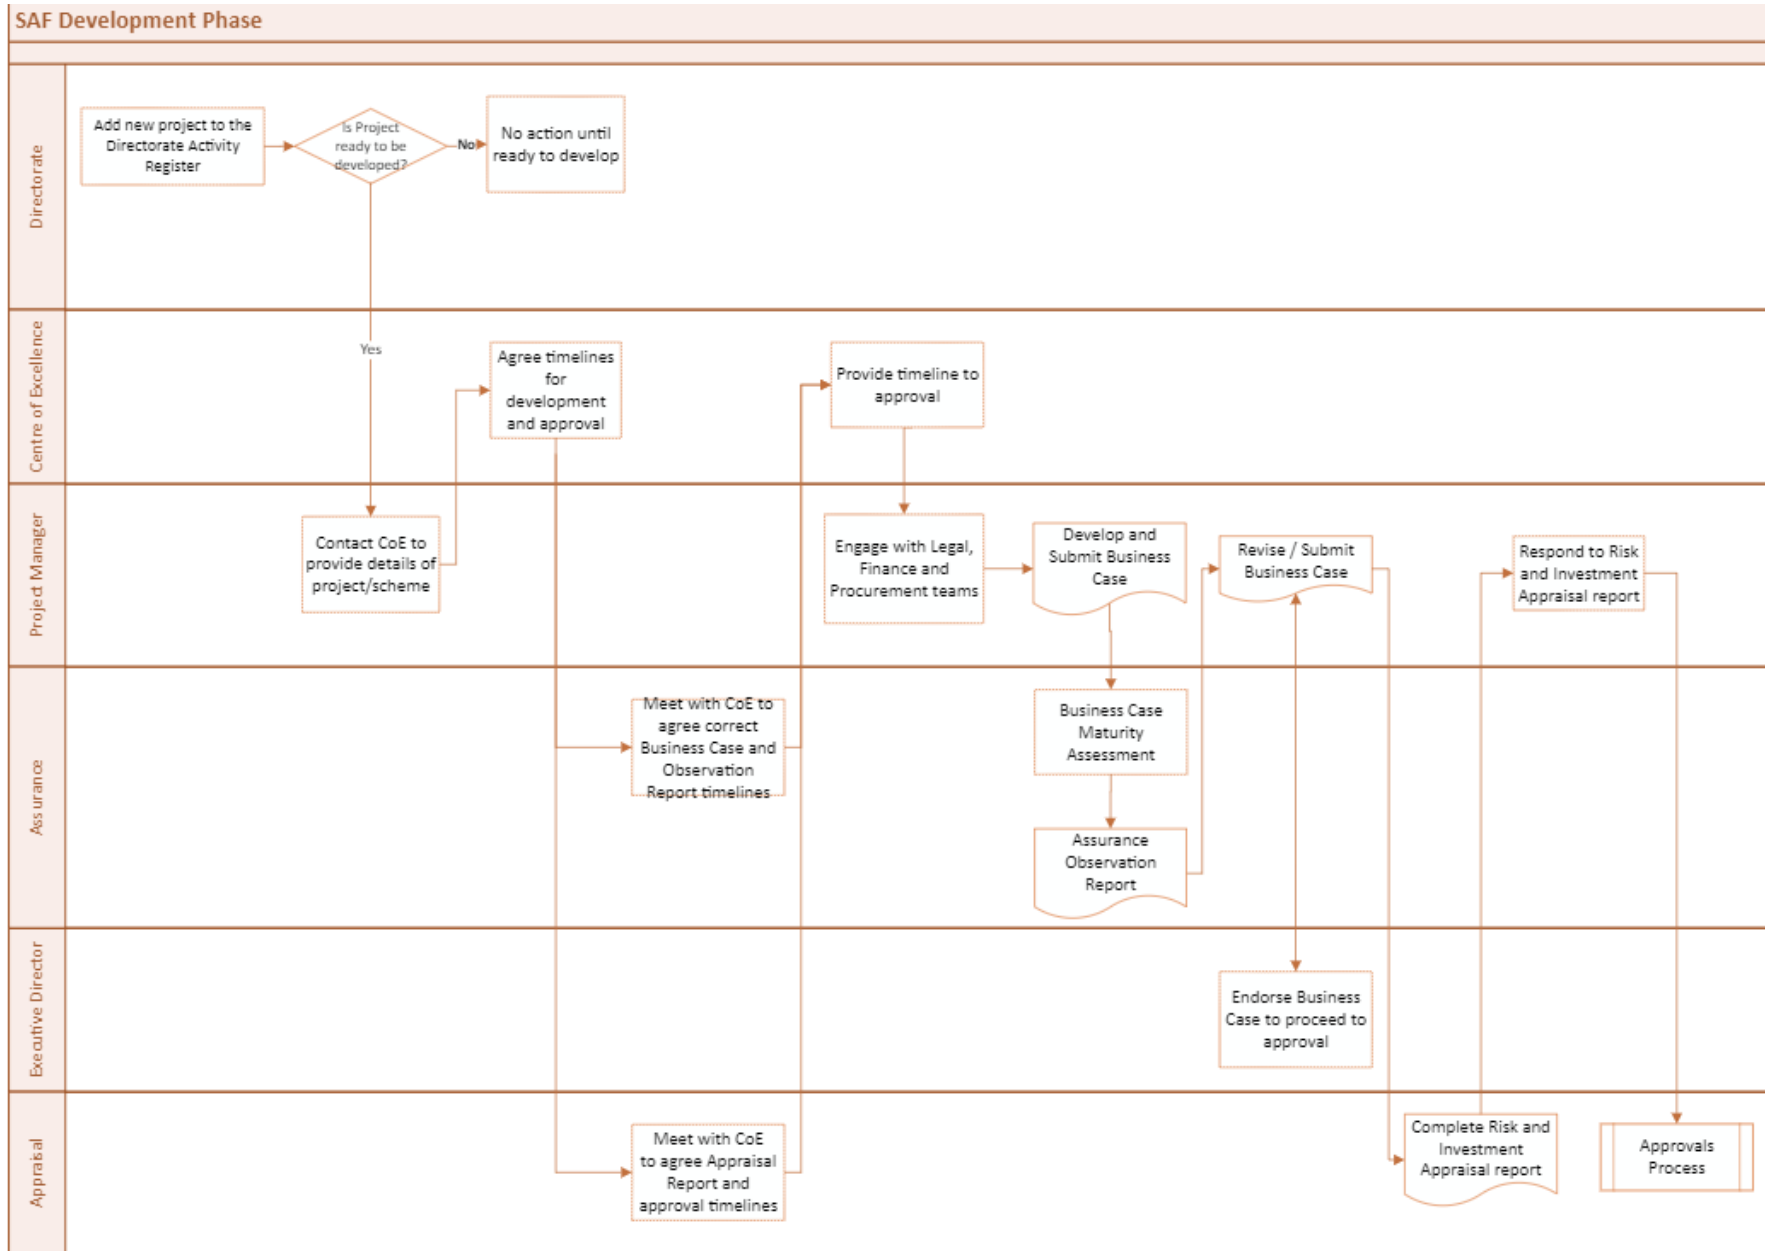 SAF Development Phase
Directorate
Add new project to the
Directorate Activity
Register
Is Project
ready to be
developed?
No
No action until
ready to develop
Centre of Excellence
Yes
Agree timelines
for
development
and approval
Provide timeline to
approval
Project Manager
Contact CoE to
provide details of
project/scheme
Engage with Legal,
Finance and
Procurement teams
Develop and
Submit Business
Case
Revise / Submit
Business Case
Respond to Risk
and Investment
Appraisal report
Assurance
Meet with CoE to
agree correct
Business Case and
Observation
Report timelines
Business Case
Maturity
Assessment
Assurance
Observation
Report
Executive Director
Endorse Business
Case to proceed to
approval
Appraisal
Meet with CoE
to agree Appraisal
Report and
approval timelines
Complete Risk and
Investment
Appraisal report
Approvals
Process